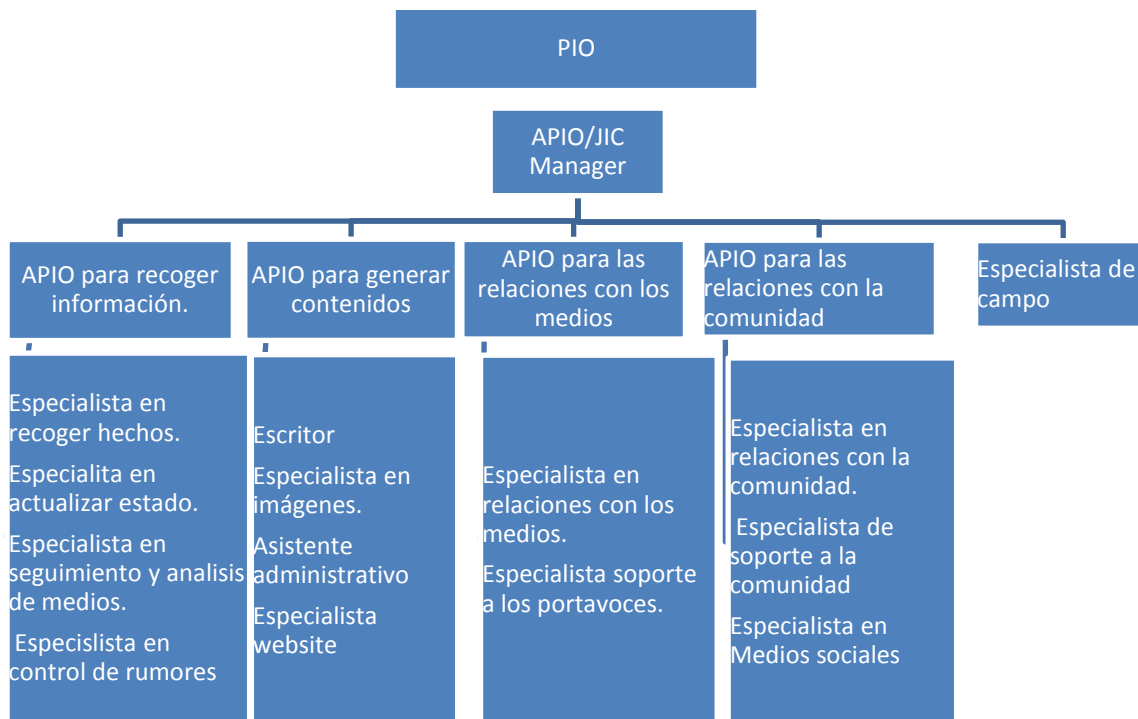 PIO
APIO/JIC
Manager
APIO para recoger
información.
APIO para generar
contenidos
APIO para las
relaciones con los
medios
APIO para las
relaciones con la
comunidad
Especialista de
campo
Especialista en
recoger hechos.
Especialita en
actualizar estado.
Especialista en
seguimiento y analisis
de medios.
Especislista en
control de rumores
Escritor
Especialista en
imágenes.
Asistente
administrativo
Especialista
website
Especialista en
relaciones con los
medios.
Especialista soporte
a los portavoces.
Especialista en
relaciones con la
comunidad.
Especialista de
soporte a la
comunidad
Especialista en
Medios sociales